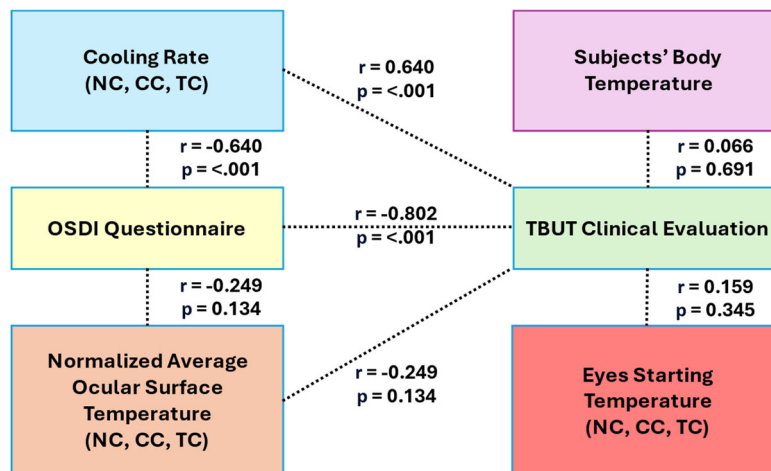 Cooling Rate
(NC, CC, TC)
r = 0.640
p = <.001
Subjects' Body
Temperature
r = -0.640
p = <.001
r = 0.066
p = 0.691
OSDI Questionnaire
r = -0.802
p = <.001
TBUT Clinical Evaluation
r = -0.249
p = 0.134
r = 0.159
p = 0.345
Normalized Average
Ocular Surface
Temperature
(NC, CC, TC)
r = -0.249
p = 0.134
Eyes Starting
Temperature
(NC, CC, TC)